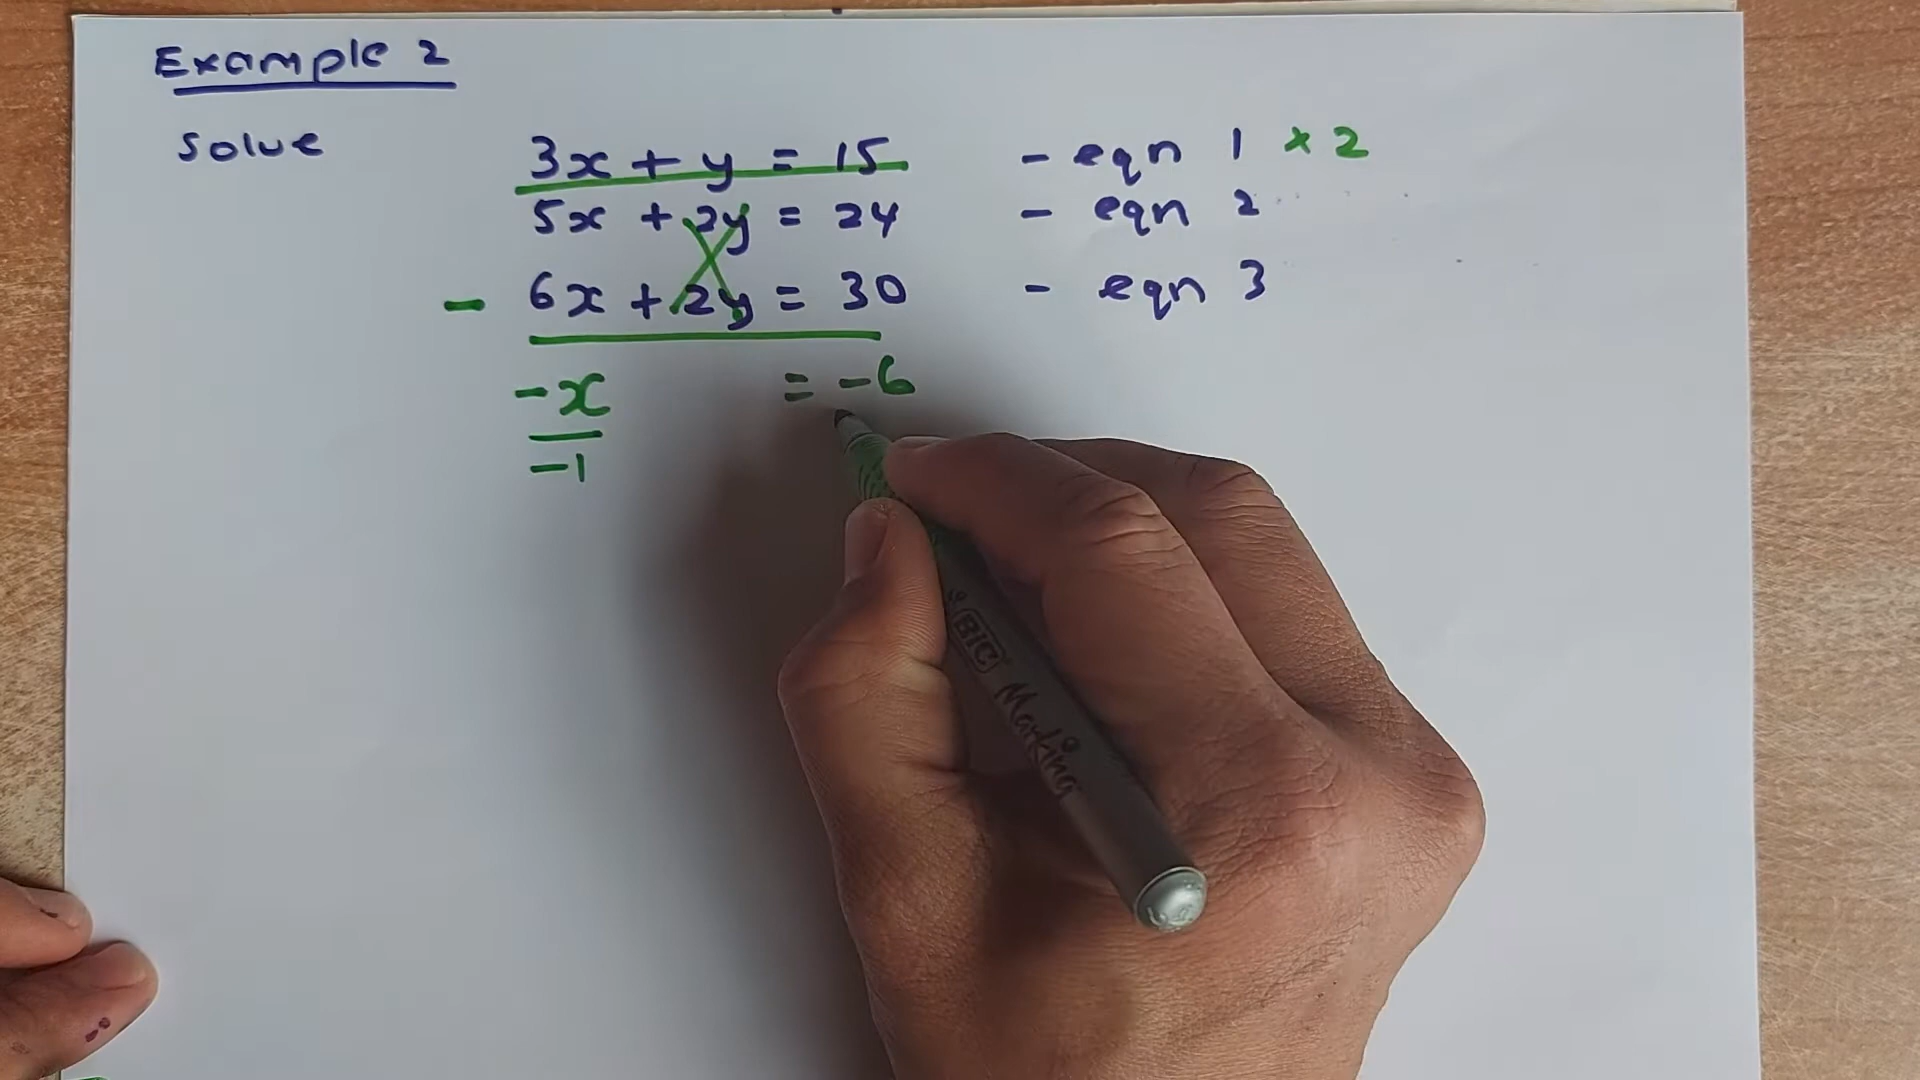 Example 2
Solve 3x + y = 15 - eqn 1 × 2
5x + 2y = 24 - eqn 2
- 6x + 2y = 30 - eqn 3
-x = -6
-1
BIC Marking